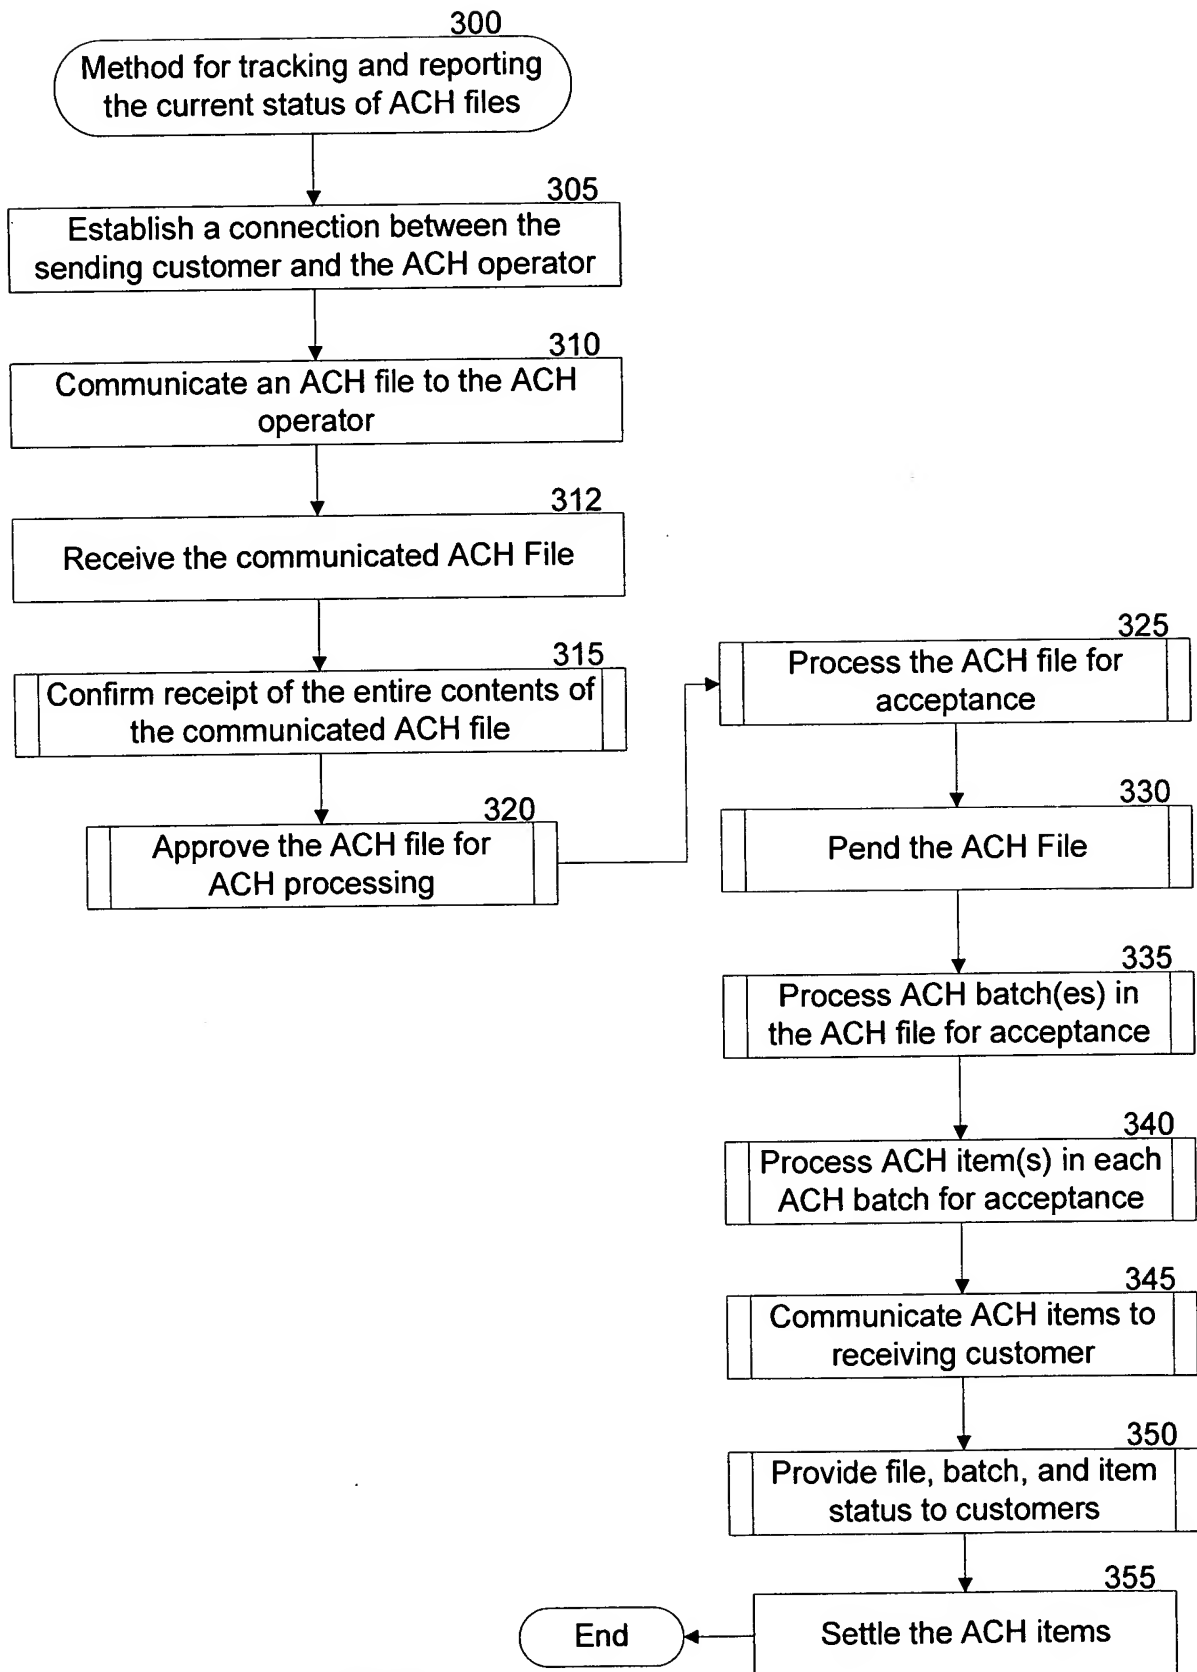 300
Method for tracking and reporting
the current status of ACH files
305
Establish a connection between the
sending customer and the ACH operator
310
Communicate an ACH file to the ACH
operator
312
Receive the communicated ACH File
315
Confirm receipt of the entire contents of
the communicated ACH file
320
Approve the ACH file for
ACH processing
325
Process the ACH file for
acceptance
330
Pend the ACH File
335
Process ACH batch(es) in
the ACH file for acceptance
340
Process ACH item(s) in each
ACH batch for acceptance
345
Communicate ACH items to
receiving customer
350
Provide file, batch, and item
status to customers
355
Settle the ACH items
End